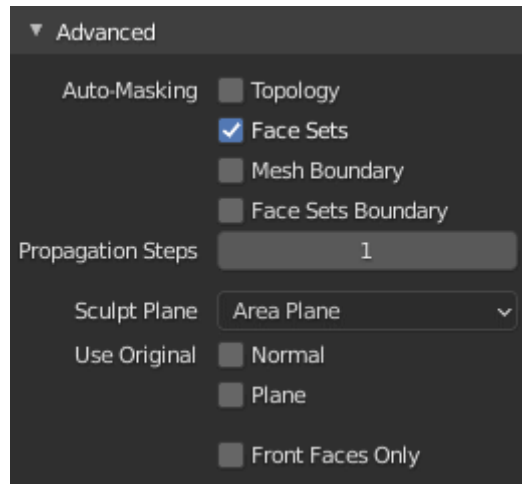 Advanced
Auto-Masking Topology
Face Sets
Mesh Boundary
Face Sets Boundary
Propagation Steps 1
Sculpt Plane Area Plane
Use Original Normal
Plane
Front Faces Only